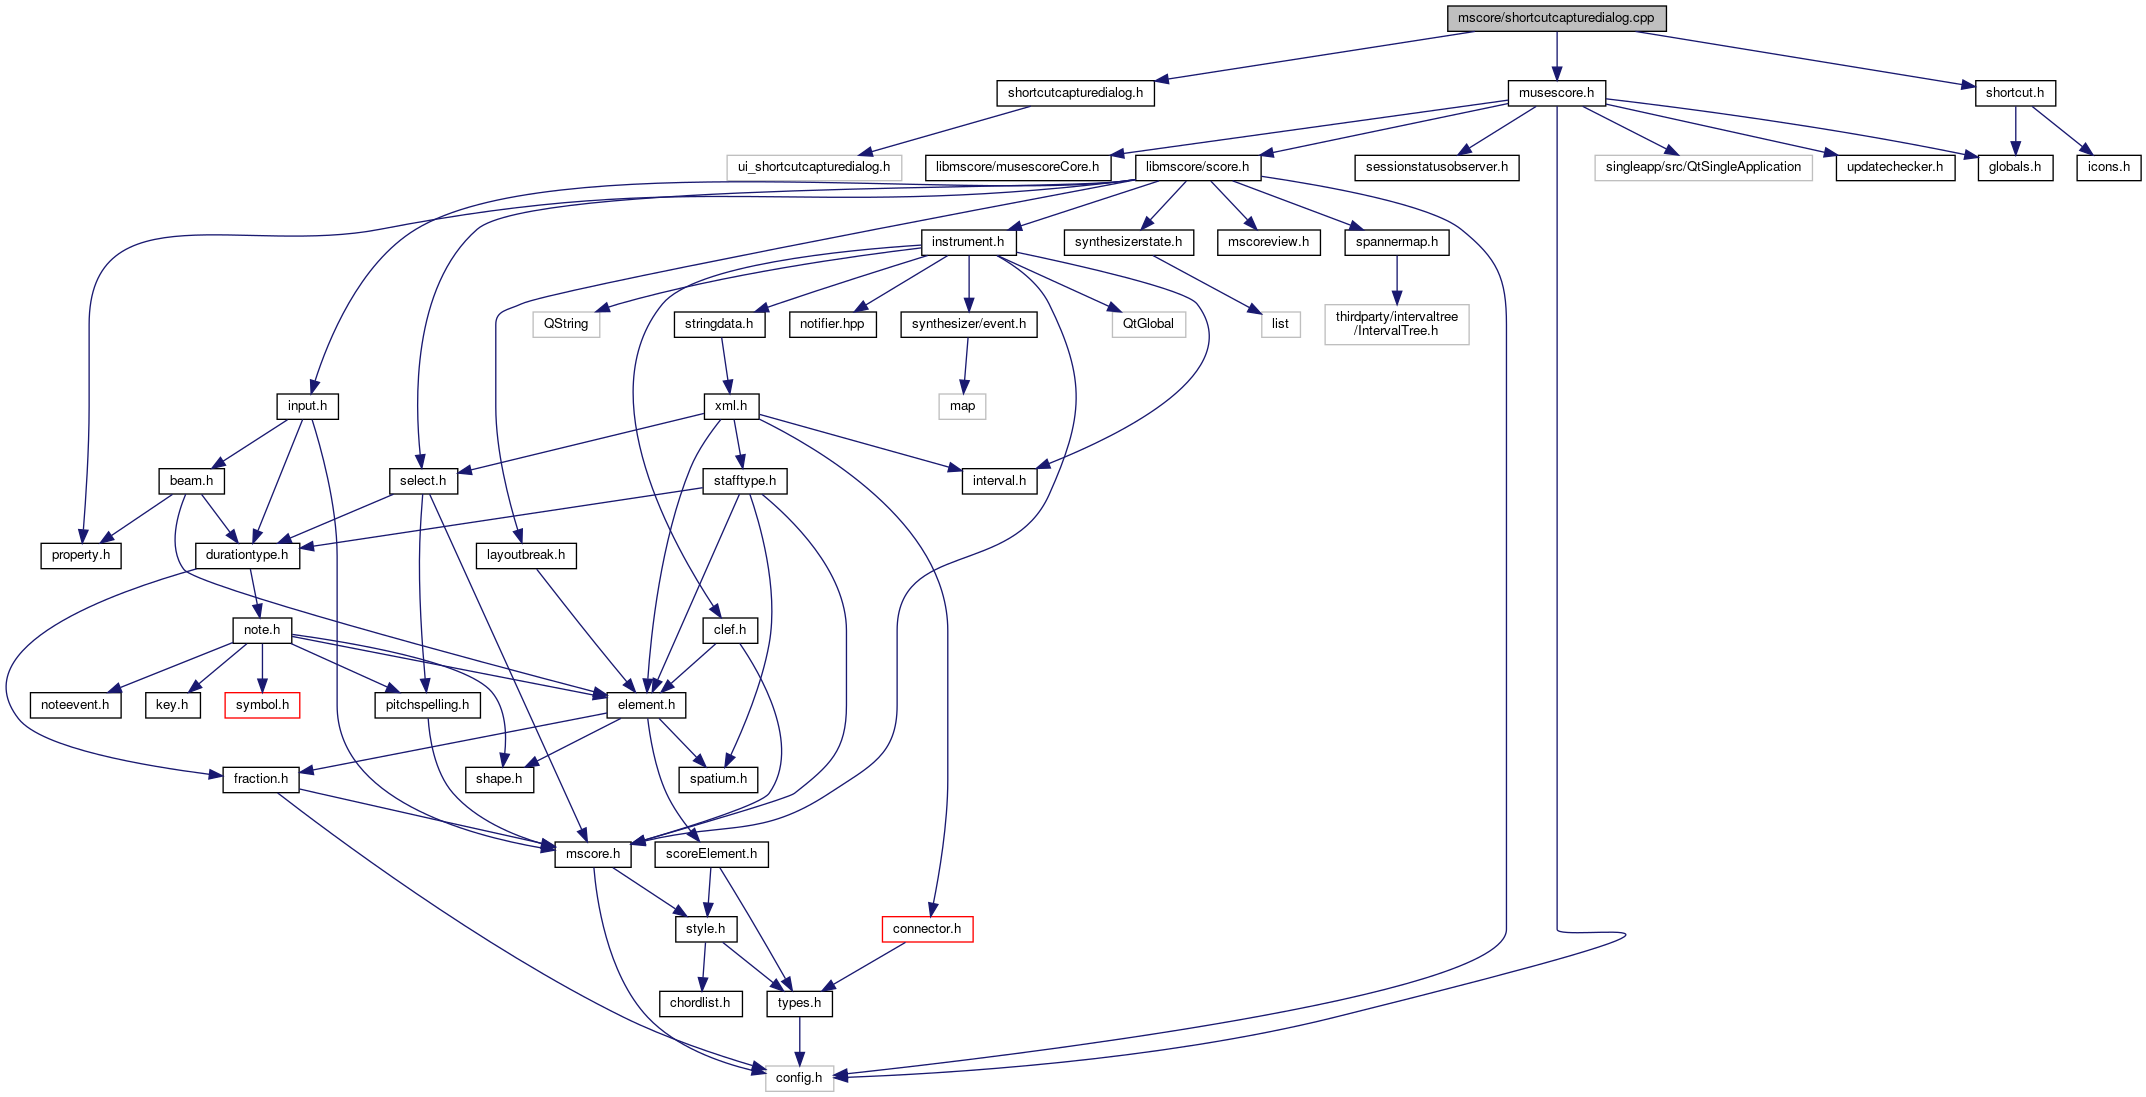 mscore/shortcutcapturedialog.cpp
shortcutcapturedialog.h
musescore.h
shortcut.h
ui_shortcutcapturedialog.h
libmscore/musescoreCore.h
libmscore/score.h
sessionstatusobserver.h
singleapp/src/QtSingleApplication
updatechecker.h
globals.h
icons.h
instrument.h
synthesizerstate.h
mscoreview.h
spannermap.h
QString
stringdata.h
notifier.hpp
synthesizer/event.h
QtGlobal
list
thirdparty/intervaltree
/IntervalTree.h
input.h
xml.h
map
beam.h
select.h
stafftype.h
interval.h
property.h
durationtype.h
layoutbreak.h
note.h
clef.h
noteevent.h
key.h
symbol.h
pitchspelling.h
element.h
fraction.h
shape.h
spatium.h
mscore.h
scoreElement.h
style.h
connector.h
chordlist.h
types.h
config.h